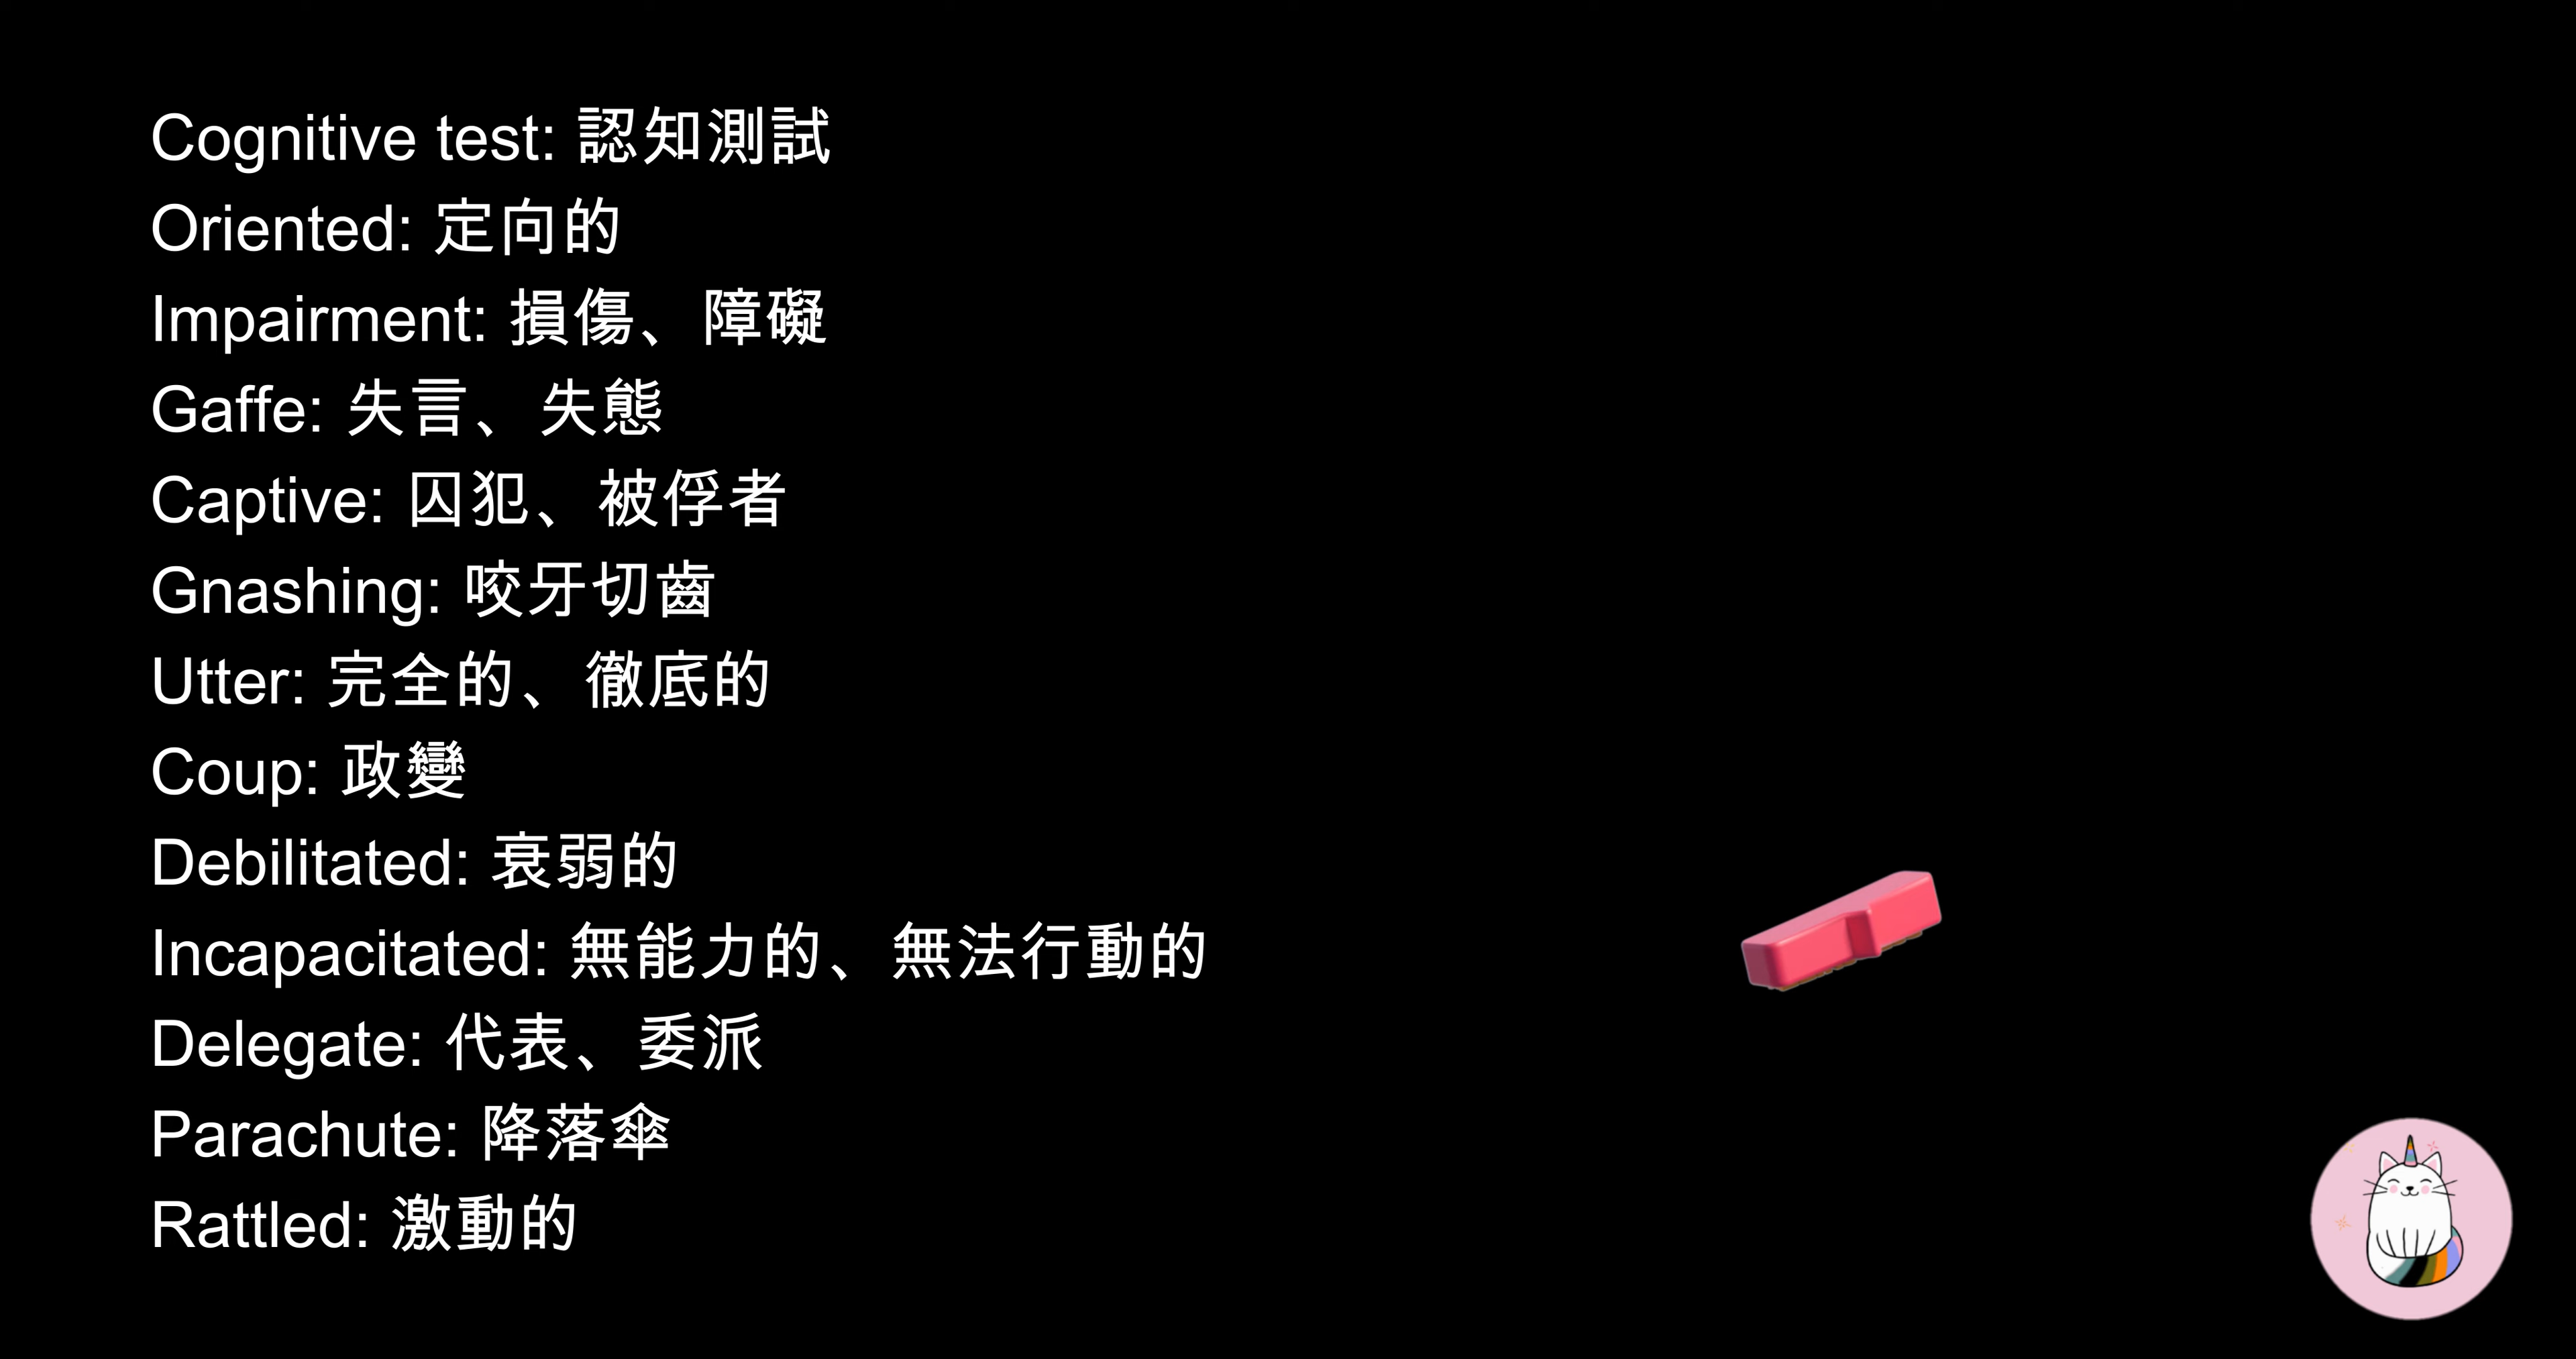 Cognitive test: 認知測試
Oriented: 定向的
Impairment: 損傷、障礙
Gaffe: 失言、失態
Captive: 囚犯、被俘者
Gnashing: 咬牙切齒
Utter: 完全的、徹底的
Coup: 政變
Debilitated: 衰弱的
Incapacitated: 無能力的、無法行動的
Delegate: 代表、委派
Parachute: 降落傘
Rattled: 激動的